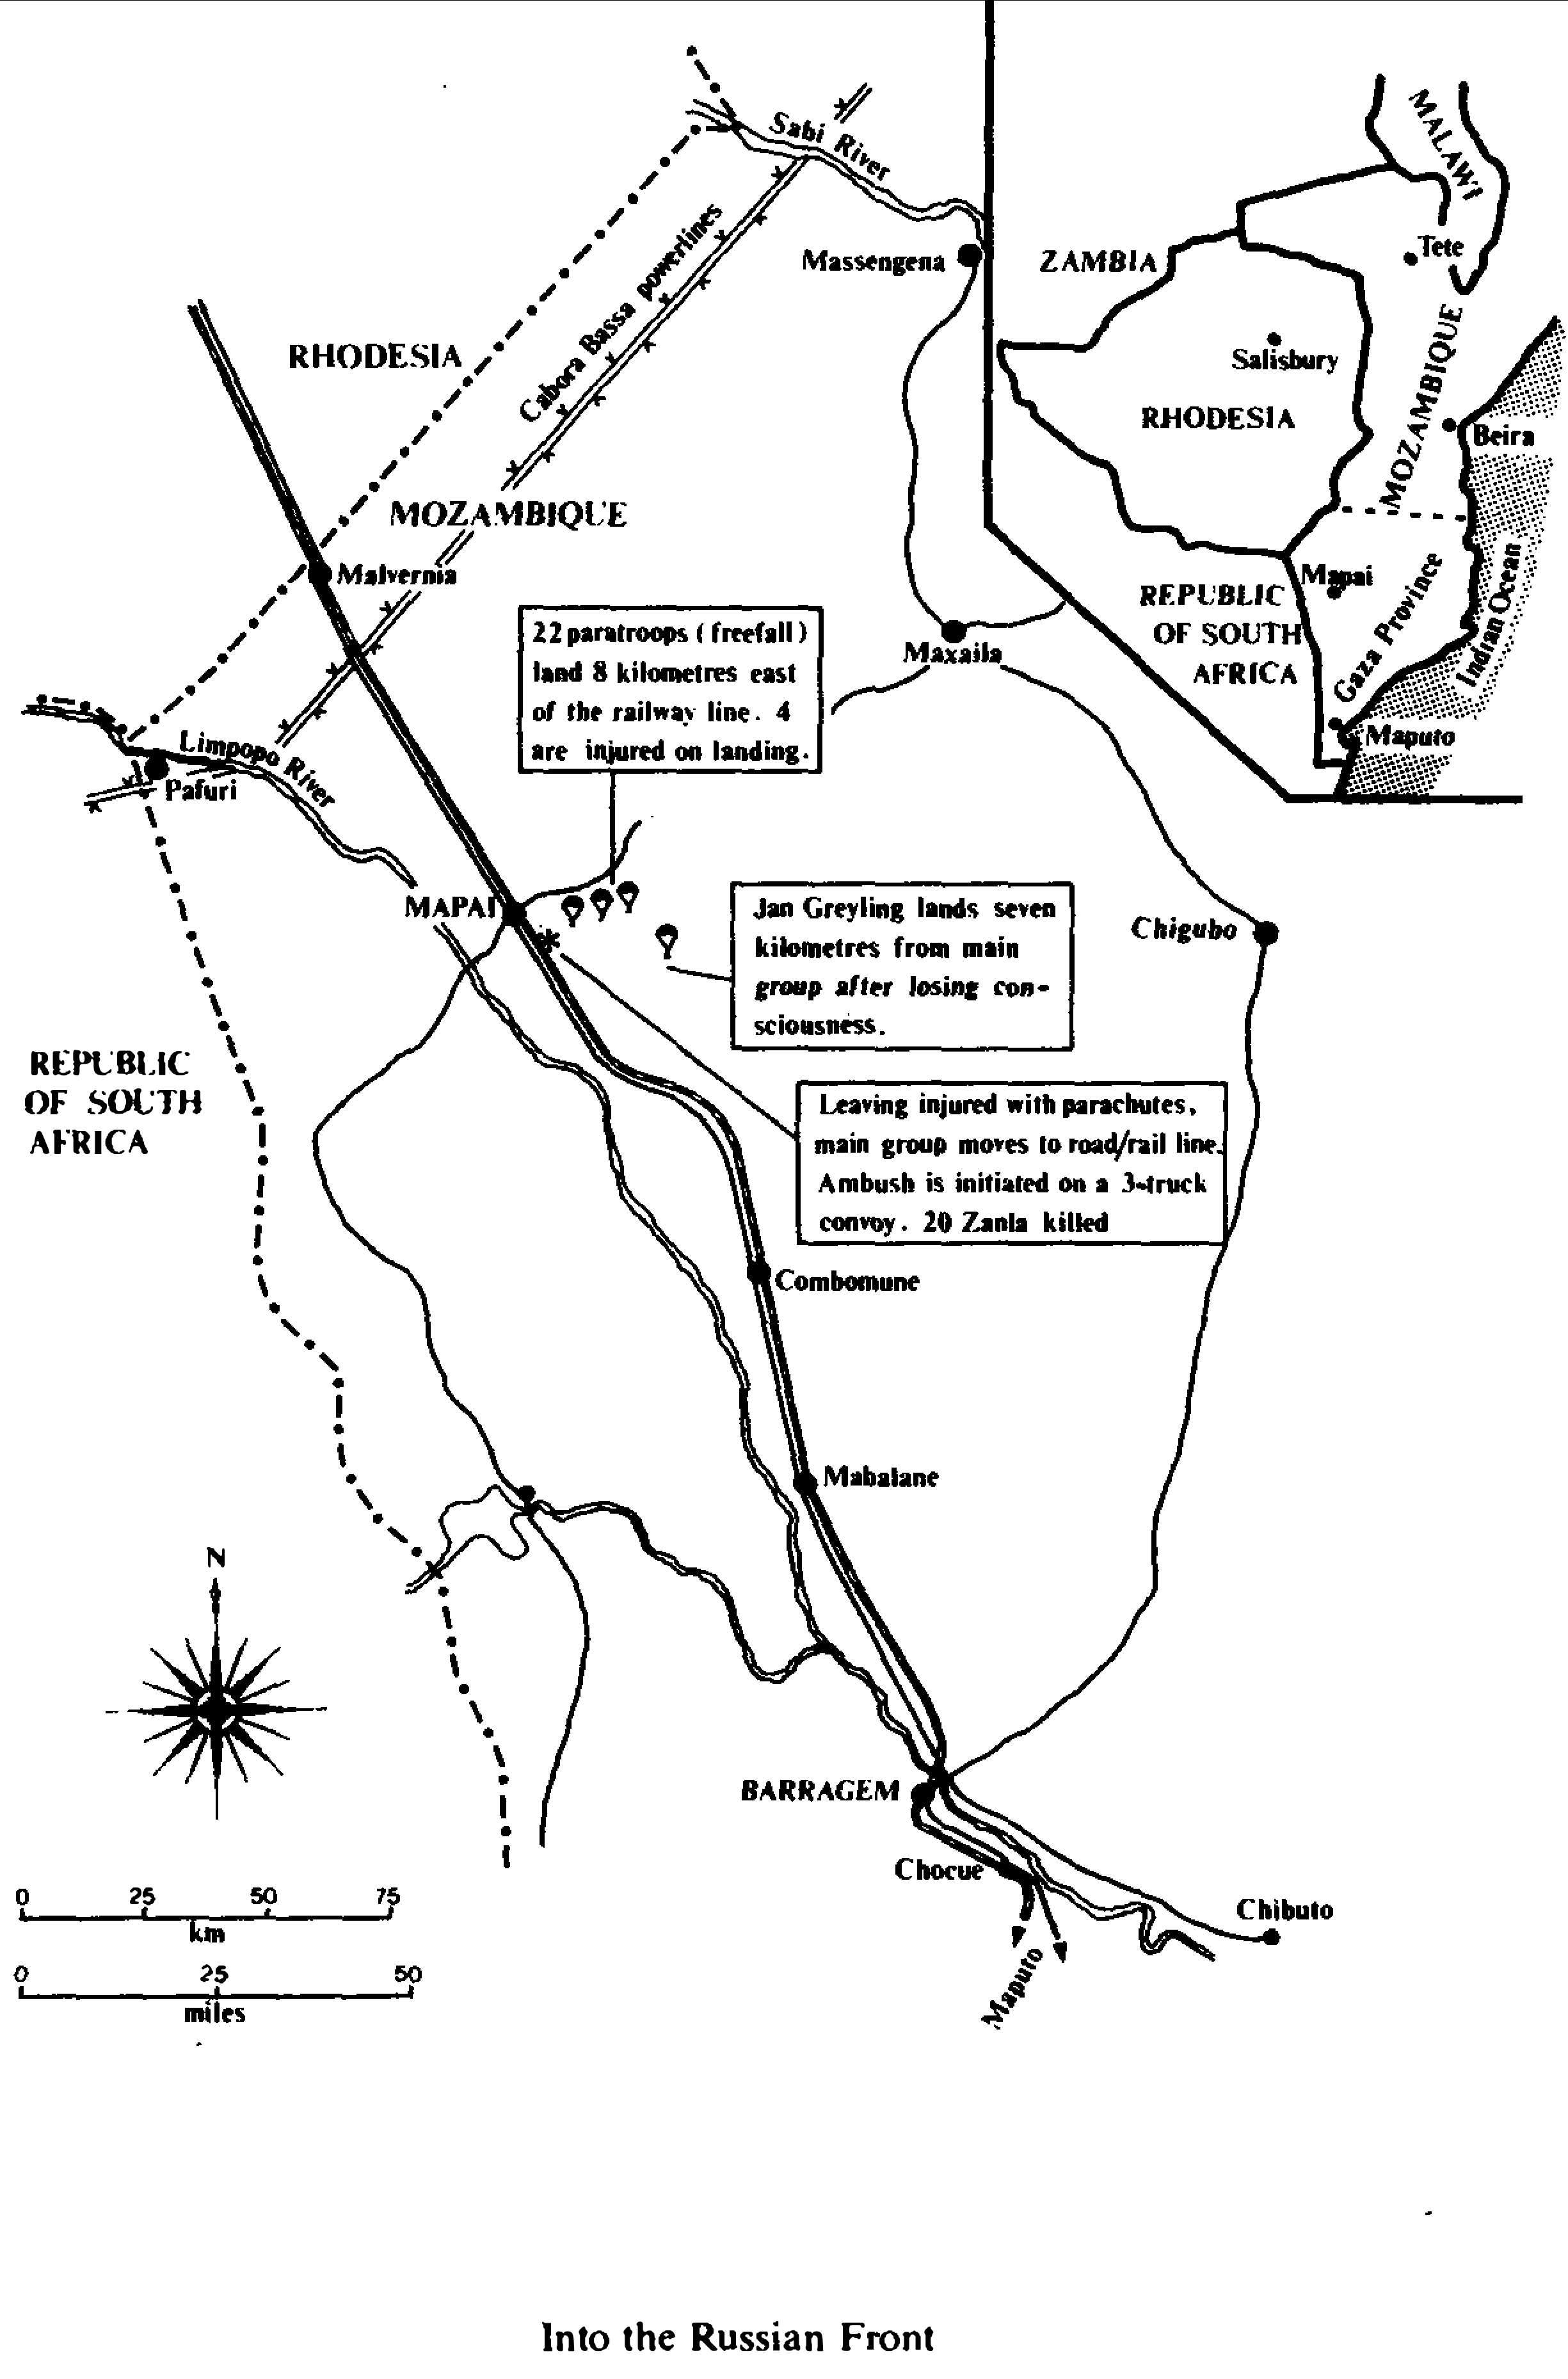 Sabi River
Cabora Bassa powerlines
Massengena
RHODESIA
MOZAMBIQUE
Malvernia
Maxaila
Limpopo River
Pafuri
22 paratroops (freefall)
land 8 kilometres east
of the railway line. 4
are injured on landing.
MAPAI
Jan Greyling lands seven
kilometres from main
group after losing con-
sciousness.
Chigubo
REPUBLIC
OF SOUTH
AFRICA
Leaving injured with parachutes,
main group moves to road/rail line.
Ambush is initiated on a 3-truck
convoy. 20 Zanla killed
Combomune
Mabalane
N
BARRAGEM
Chocue
Chibuto
Maputo
0 25 50 75
km
0 25 50
miles
MALAWI
ZAMBIA
Tete
MOZAMBIQUE
Salisbury
RHODESIA
Beira
Mapai
REPUBLIC
OF SOUTH
AFRICA
Gaza Province
Indian Ocean
Maputo
Into the Russian Front